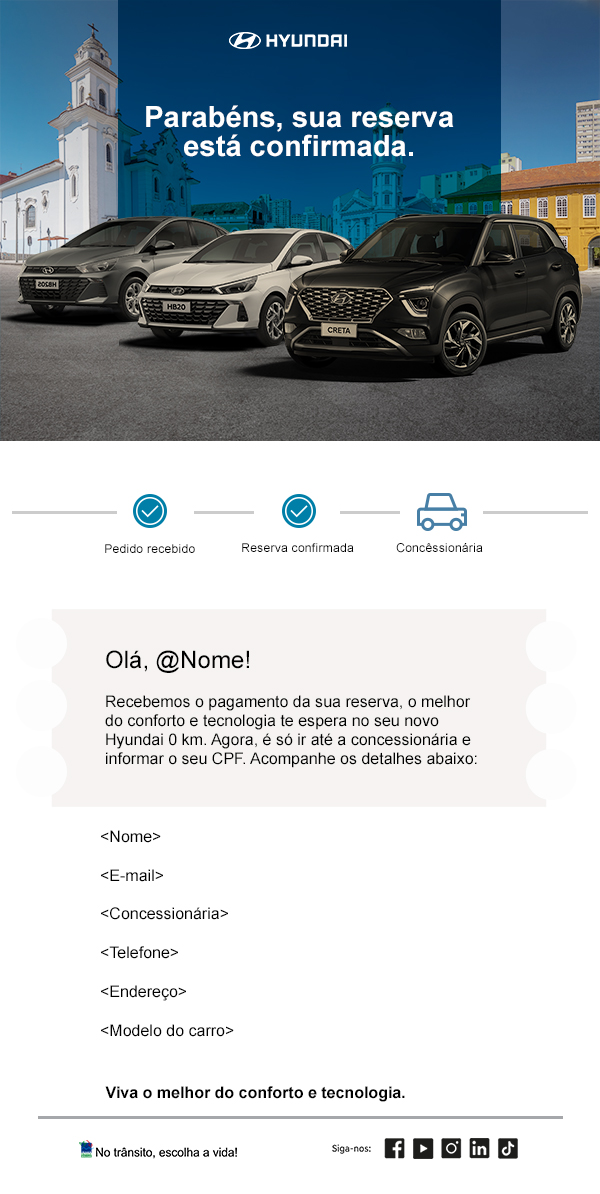 HYUNDAI
Parabéns, sua reserva
está confirmada.
HB20S
HB20
CRETA
Pedido recebido
Reserva confirmada
Concêssionária
Olá, @Nome!
Recebemos o pagamento da sua reserva, o melhor
do conforto e tecnologia te espera no seu novo
Hyundai 0 km. Agora, é só ir até a concessionária e
informar o seu CPF. Acompanhe os detalhes abaixo:
<Nome>
<E-mail>
<Concessionária>
<Telefone>
<Endereço>
<Modelo do carro>
Viva o melhor do conforto e tecnologia.
No trânsito, escolha a vida!
Siga-nos: